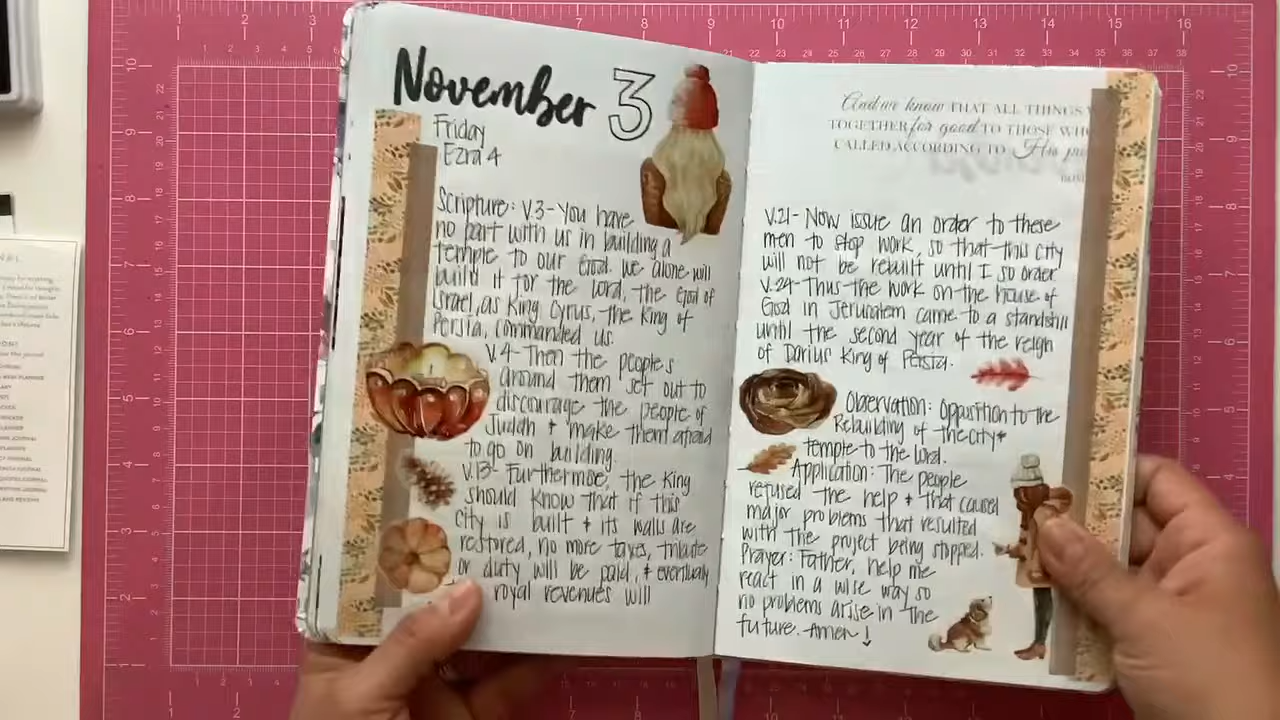 November 3
Friday
Ezra 4
Scripture: V.3- You have
no part with us in building a
temple to our God. We alone will
build it for the Lord, the God of
Israel, as King Cyrus, the King of
Persia, commanded us.
V.4- Then the peoples
around them set out to
discourage the people of
Judah + make them afraid
to go on building.
V.13- Furthermore, the King
should know that if this
city is built + its walls are
restored, no more taxes, tribute
or duty will be paid, + eventually
royal revenues will
And we know THAT ALL THINGS
TOGETHER for good TO THOSE
CALLED ACCORDING TO His
V.21- Now issue an order to these
men to stop work, so that this city
will not be rebuilt until I so order.
V.24- Thus the work on the House of
God in Jerusalem came to a standstill
until the second year of the reign
of Darius King of Persia.
Observation: Opposition to the
Rebuilding of the city +
temple to the Lord.
Application: The people
refused the help + that caused
major problems that resulted
with the project being stopped.
Prayer: Father, help me
react in a wise way so
no problems arise in the
future. Amen!